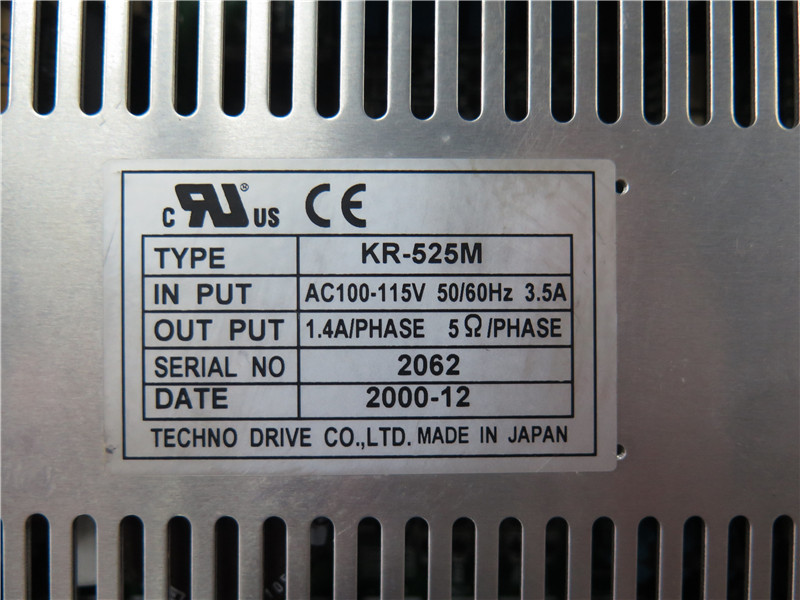 c RU® US CE
TYPE KR-525M
IN PUT AC100-115V 50/60Hz 3.5A
OUT PUT 1.4A/PHASE 5Ω/PHASE
SERIAL NO 2062
DATE 2000-12
TECHNO DRIVE CO.,LTD. MADE IN JAPAN